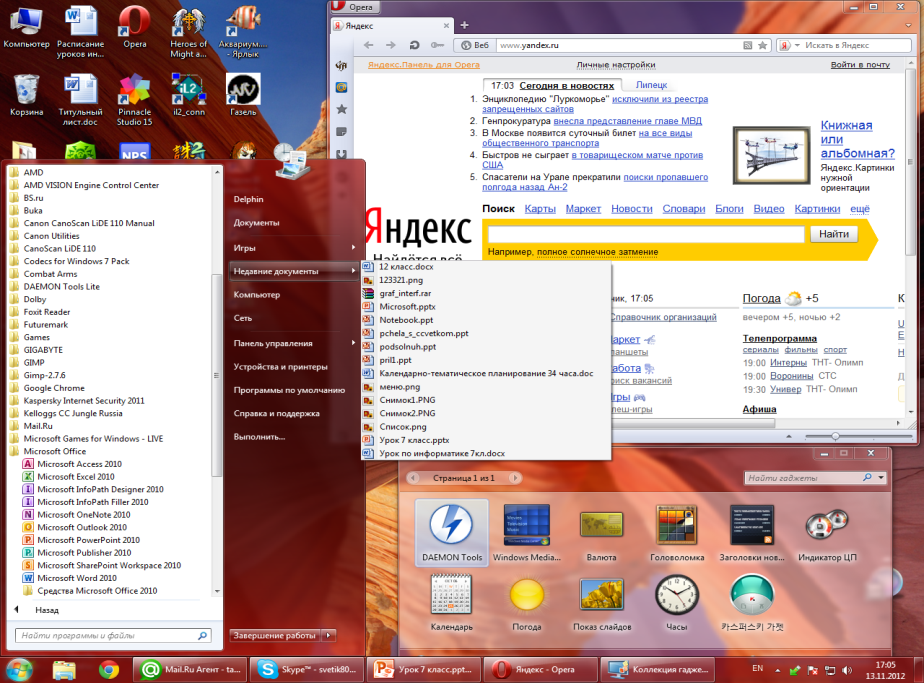 Компьютер
Расписание уроков ин...
Opera
Heroes of Might a...
Аквариум.... - Ярлык
Корзина
Титульный лист.doc
Pinnacle Studio 15
il2_conn
Газель
NPS
Opera
Яндекс
Веб
www.yandex.ru
Искать в Яндекс
Яндекс.Панель для Opera
Личные настройки
Войти в почту
17:03 Сегодня в новостях Липецк
1. Энциклопедию "Луркоморье" исключили из реестра
запрещенных сайтов
2. Генпрокуратура внесла представление главе МВД
3. В Москве появится суточный билет на все виды
общественного транспорта
4. Быстров не сыграет в товарищеском матче против
США
5. Спасатели на Урале прекратили поиски пропавшего
полгода назад Ан-2
Книжная
или
альбомная?
Яндекс.Картинки
нужной
ориентации
Яндекс
Найдётся всё
Поиск Карты Маркет Новости Словари Блоги Видео Картинки ещё
Найти
Например, полное солнечное затмение
ник, 17:05
Справочник организаций
аркет
ланшеты
абота
оиск вакансий
гры
леш-игры
Погода +5
вечером +5, ночью +2
Телепрограмма
сериалы фильмы спорт
19:00 Интерны ТНТ- Олимп
19:00 Воронины СТС
19:30 Универ ТНТ- Олимп
Афиша
AMD
AMD VISION Engine Control Center
BS.ru
Buka
Canon CanoScan LiDE 110 Manual
Canon Utilities
CanoScan LiDE 110
Codecs for Windows 7 Pack
Combat Arms
DAEMON Tools Lite
Dolby
Foxit Reader
Futuremark
Games
GIGABYTE
GIMP
Gimp-2.7.6
Google Chrome
Kaspersky Internet Security 2011
Kelloggs CC Jungle Russia
Mail.Ru
Microsoft Games for Windows - LIVE
Microsoft Office
Microsoft Access 2010
Microsoft Excel 2010
Microsoft InfoPath Designer 2010
Microsoft InfoPath Filler 2010
Microsoft OneNote 2010
Microsoft Outlook 2010
Microsoft PowerPoint 2010
Microsoft Publisher 2010
Microsoft SharePoint Workspace 2010
Microsoft Word 2010
Средства Microsoft Office 2010
Назад
Найти программы и файлы
Delphin
Документы
Игры
Недавние документы
Компьютер
Сеть
Панель управления
Устройства и принтеры
Программы по умолчанию
Справка и поддержка
Выполнить...
Завершение работы
12 класс.docx
123321.png
graf_interf.rar
Microsoft.pptx
Notebook.ppt
pchela_s_ccvetkom.ppt
podsolnuh.ppt
pril1.ppt
Календарно-тематическое планирование 34 часа.doc
меню.png
Снимок1.PNG
Снимок2.PNG
Список.png
Урок 7 класс.pptx
Урок по информатике 7кл.docx
Страница 1 из 1
Найти гаджеты
DAEMON Tools
Windows Media...
Валюта
Головоломка
Заголовки нов...
Индикатор ЦП
Календарь
Погода
Показ слайдов
Часы
카스퍼스키 가젯
Mail.Ru Агент - та...
Skype™ - svetik80...
Урок 7 класс.ppt...
Яндекс - Opera
Коллекция гадже...
EN
17:05
13.11.2012